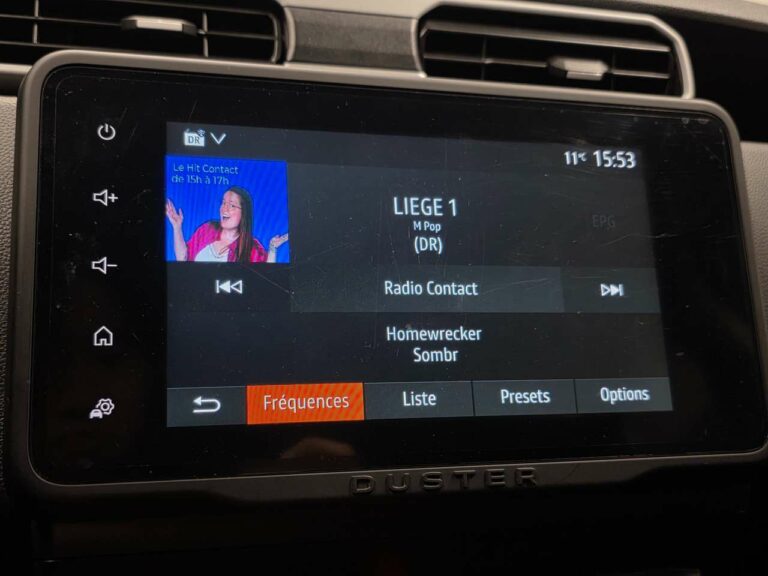 DR
11°C 15:53
Le Hit Contact
de 15h à 17h
LIEGE 1
M Pop
(DR)
EPG
Radio Contact
Homewrecker
Sombr
Fréquences
Liste
Presets
Options
DUSTER